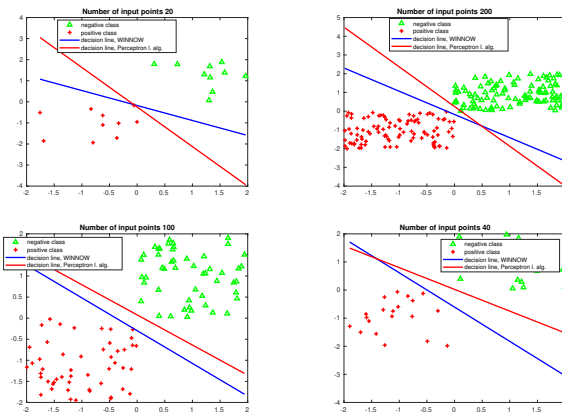 Number of input points 20
negative class
positive class
decision line, WINNOW
decision line, Perceptron l. alg.
4
3
2
1
0
-1
-2
-3
-4
-2 -1.5 -1 -0.5 0 0.5 1 1.5 2
Number of input points 200
negative class
positive class
decision line, WINNOW
decision line, Perceptron l. alg.
5
4
3
2
1
0
-1
-2
-3
-4
-2 -1.5 -1 -0.5 0 0.5 1 1.5
Number of input points 100
negative class
positive class
decision line, WINNOW
decision line, Perceptron l. alg.
2
1
0.5
0
-0.5
-1
-1.5
-2
-2 -1.5 -1 -0.5 0 0.5 1 1.5 2
Number of input points 40
negative class
positive class
decision line, WINNOW
decision line, Perceptron l. alg.
2
1
0
-1
-2
-3
-4
-2 -1.5 -1 -0.5 0 0.5 1 1.5